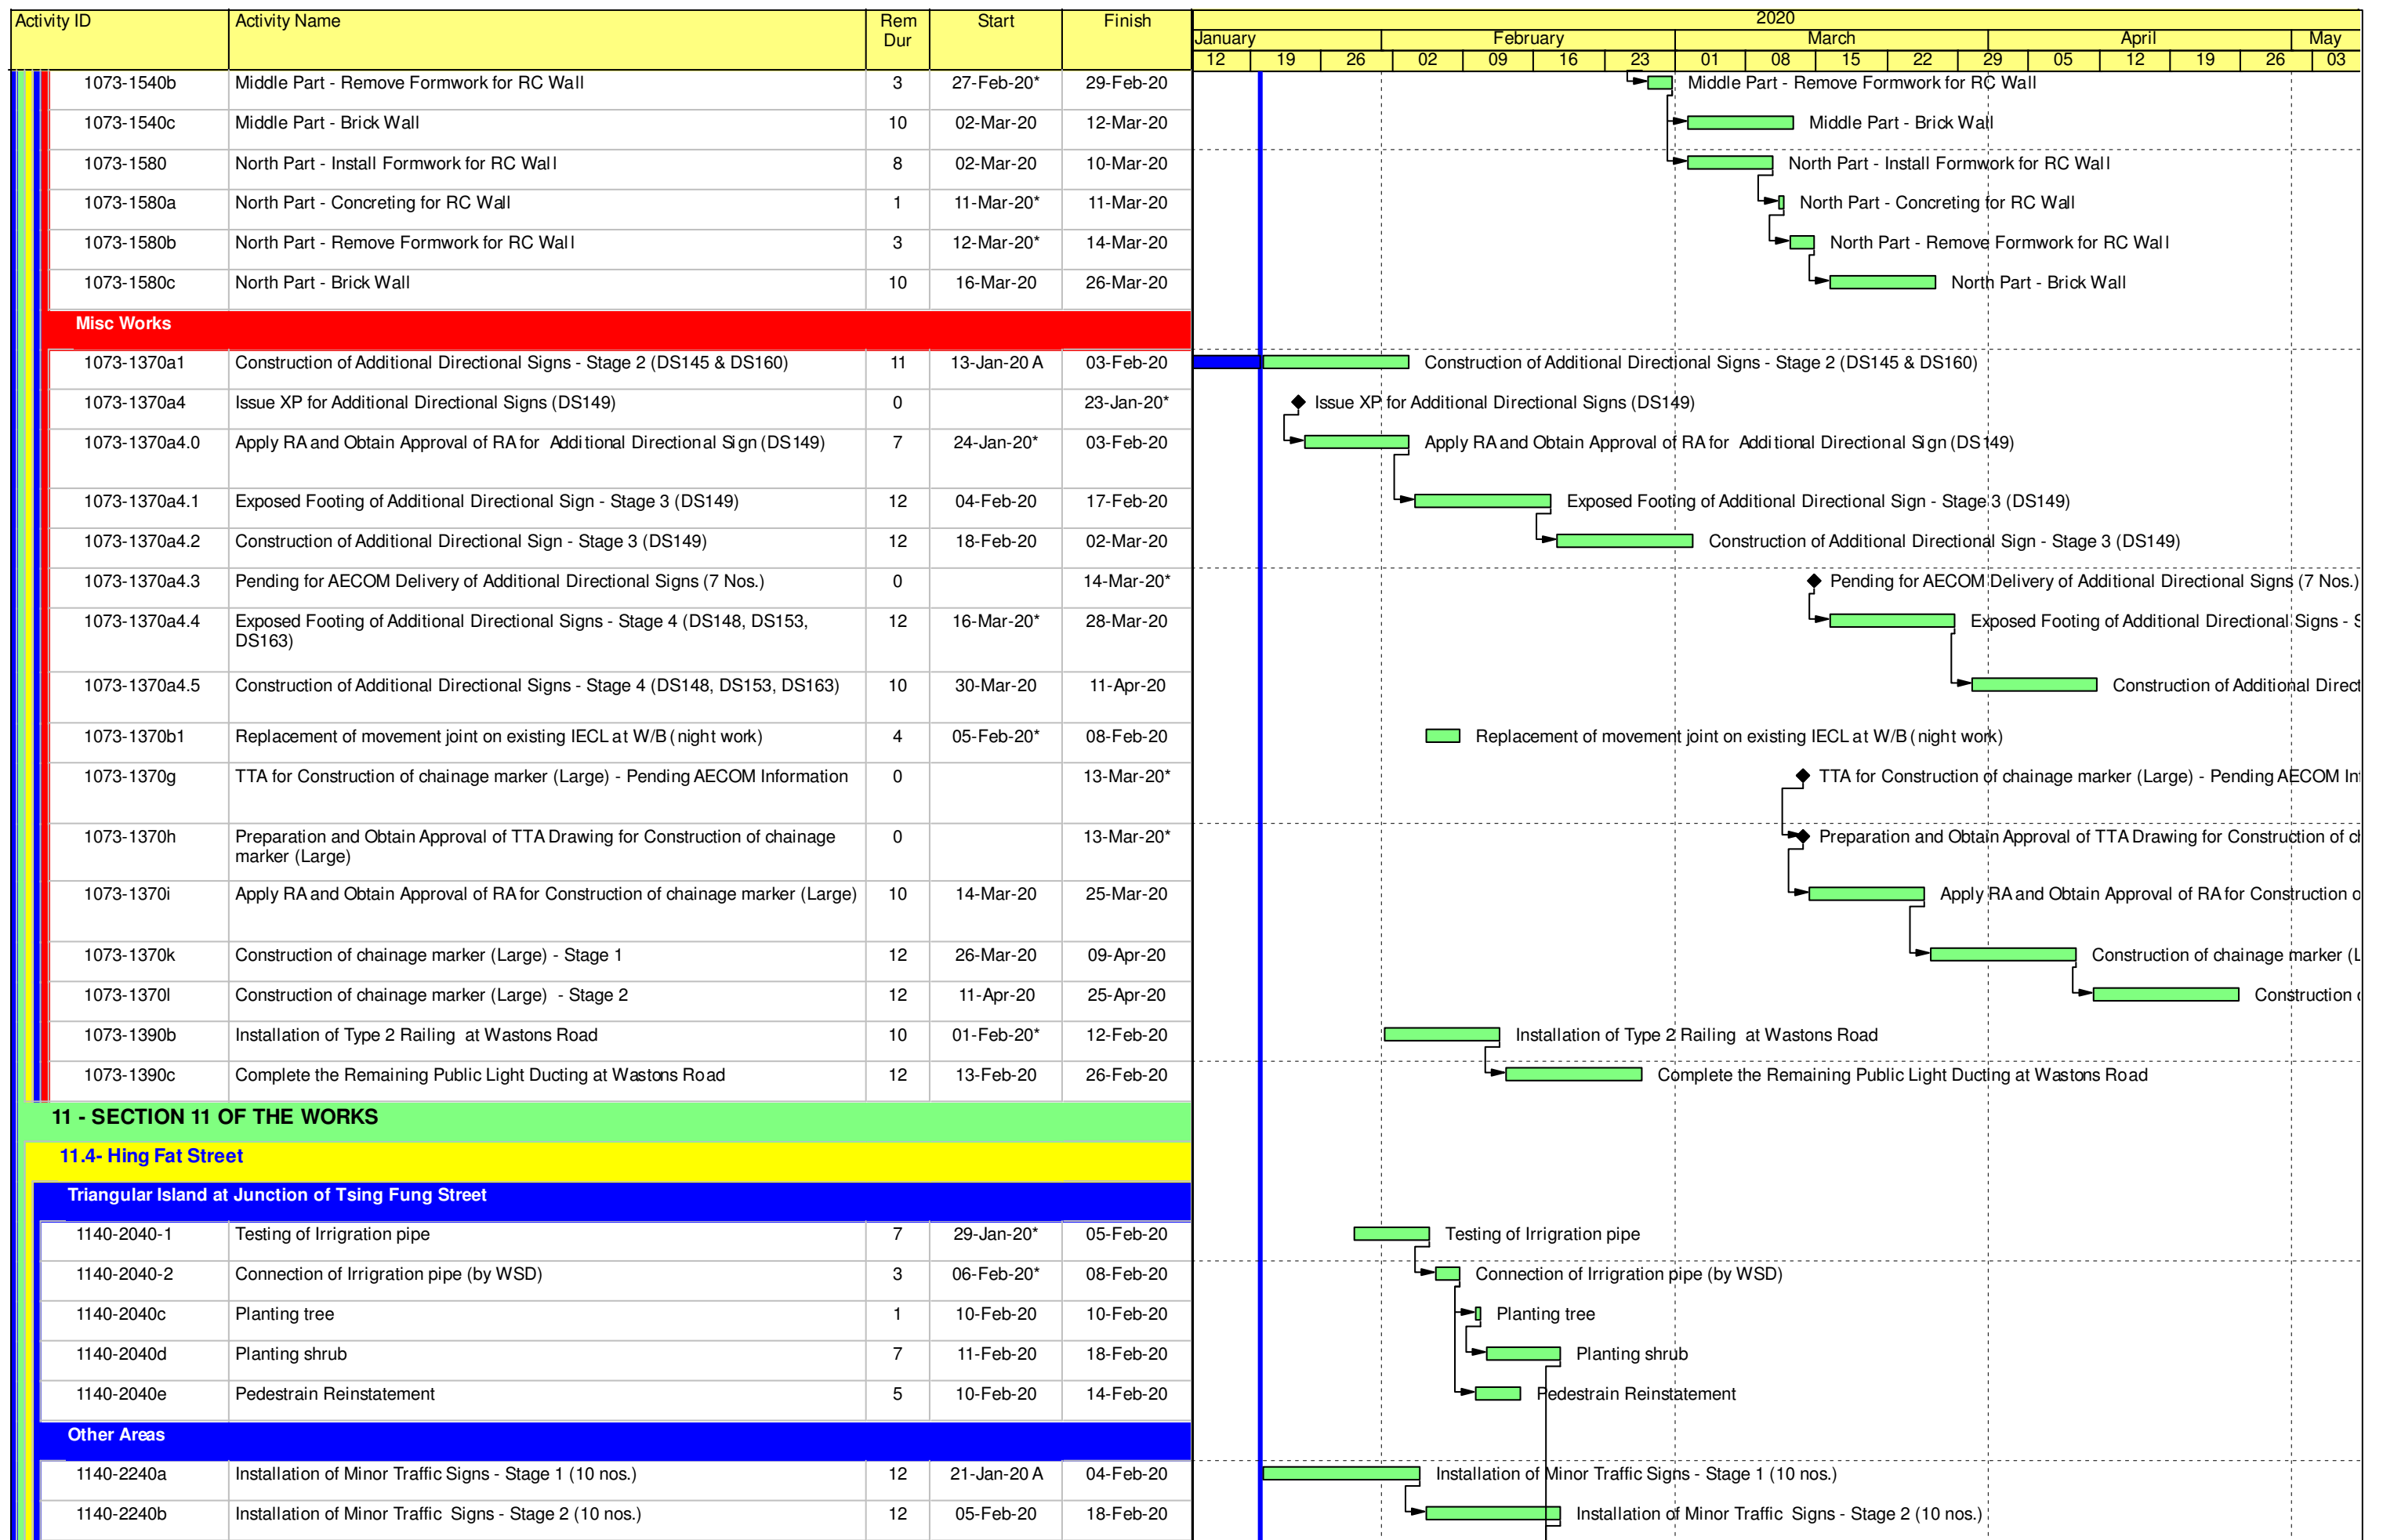 Activity ID Activity Name Rem Dur Start Finish 2020
January February March April May
12 19 26 02 09 16 23 01 08 15 22 29 05 12 19 26 03
1073-1540b Middle Part - Remove Formwork for RC Wall 3 27-Feb-20* 29-Feb-20 Middle Part - Remove Formwork for RC Wall
1073-1540c Middle Part - Brick Wall 10 02-Mar-20 12-Mar-20 Middle Part - Brick Wall
1073-1580 North Part - Install Formwork for RC Wall 8 02-Mar-20 10-Mar-20 North Part - Install Formwork for RC Wall
1073-1580a North Part - Concreting for RC Wall 1 11-Mar-20* 11-Mar-20 North Part - Concreting for RC Wall
1073-1580b North Part - Remove Formwork for RC Wall 3 12-Mar-20* 14-Mar-20 North Part - Remove Formwork for RC Wall
1073-1580c North Part - Brick Wall 10 16-Mar-20 26-Mar-20 North Part - Brick Wall
Misc Works
1073-1370a1 Construction of Additional Directional Signs - Stage 2 (DS145 & DS160) 11 13-Jan-20 A 03-Feb-20 Construction of Additional Directional Signs - Stage 2 (DS145 & DS160)
1073-1370a4 Issue XP for Additional Directional Signs (DS149) 0 23-Jan-20* Issue XP for Additional Directional Signs (DS149)
1073-1370a4.0 Apply RA and Obtain Approval of RA for Additional Directional Sign (DS149) 7 24-Jan-20* 03-Feb-20 Apply RA and Obtain Approval of RA for Additional Directional Sign (DS149)
1073-1370a4.1 Exposed Footing of Additional Directional Sign - Stage 3 (DS149) 12 04-Feb-20 17-Feb-20 Exposed Footing of Additional Directional Sign - Stage 3 (DS149)
1073-1370a4.2 Construction of Additional Directional Sign - Stage 3 (DS149) 12 18-Feb-20 02-Mar-20 Construction of Additional Directional Sign - Stage 3 (DS149)
1073-1370a4.3 Pending for AECOM Delivery of Additional Directional Signs (7 Nos.) 0 14-Mar-20* Pending for AECOM Delivery of Additional Directional Signs (7 Nos.)
1073-1370a4.4 Exposed Footing of Additional Directional Signs - Stage 4 (DS148, DS153, 12 16-Mar-20* 28-Mar-20 Exposed Footing of Additional Directional Signs - S
DS163)
1073-1370a4.5 Construction of Additional Directional Signs - Stage 4 (DS148, DS153, DS163) 10 30-Mar-20 11-Apr-20 Construction of Additional Direct
1073-1370b1 Replacement of movement joint on existing IECL at W/B (night work) 4 05-Feb-20* 08-Feb-20 Replacement of movement joint on existing IECL at W/B (night work)
1073-1370g TTA for Construction of chainage marker (Large) - Pending AECOM Information 0 13-Mar-20* TTA for Construction of chainage marker (Large) - Pending AECOM Inf
1073-1370h Preparation and Obtain Approval of TTA Drawing for Construction of chainage 0 13-Mar-20* Preparation and Obtain Approval of TTA Drawing for Construction of ch
marker (Large)
1073-1370i Apply RA and Obtain Approval of RA for Construction of chainage marker (Large) 10 14-Mar-20 25-Mar-20 Apply RA and Obtain Approval of RA for Construction o
1073-1370k Construction of chainage marker (Large) - Stage 1 12 26-Mar-20 09-Apr-20 Construction of chainage marker (L
1073-1370l Construction of chainage marker (Large) - Stage 2 12 11-Apr-20 25-Apr-20 Construction o
1073-1390b Installation of Type 2 Railing at Wastons Road 10 01-Feb-20* 12-Feb-20 Installation of Type 2 Railing at Wastons Road
1073-1390c Complete the Remaining Public Light Ducting at Wastons Road 12 13-Feb-20 26-Feb-20 Complete the Remaining Public Light Ducting at Wastons Road
11 - SECTION 11 OF THE WORKS
11.4- Hing Fat Street
Triangular Island at Junction of Tsing Fung Street
1140-2040-1 Testing of Irrigration pipe 7 29-Jan-20* 05-Feb-20 Testing of Irrigration pipe
1140-2040-2 Connection of Irrigration pipe (by WSD) 3 06-Feb-20* 08-Feb-20 Connection of Irrigration pipe (by WSD)
1140-2040c Planting tree 1 10-Feb-20 10-Feb-20 Planting tree
1140-2040d Planting shrub 7 11-Feb-20 18-Feb-20 Planting shrub
1140-2040e Pedestrain Reinstatement 5 10-Feb-20 14-Feb-20 Pedestrain Reinstatement
Other Areas
1140-2240a Installation of Minor Traffic Signs - Stage 1 (10 nos.) 12 21-Jan-20 A 04-Feb-20 Installation of Minor Traffic Signs - Stage 1 (10 nos.)
1140-2240b Installation of Minor Traffic Signs - Stage 2 (10 nos.) 12 05-Feb-20 18-Feb-20 Installation of Minor Traffic Signs - Stage 2 (10 nos.)